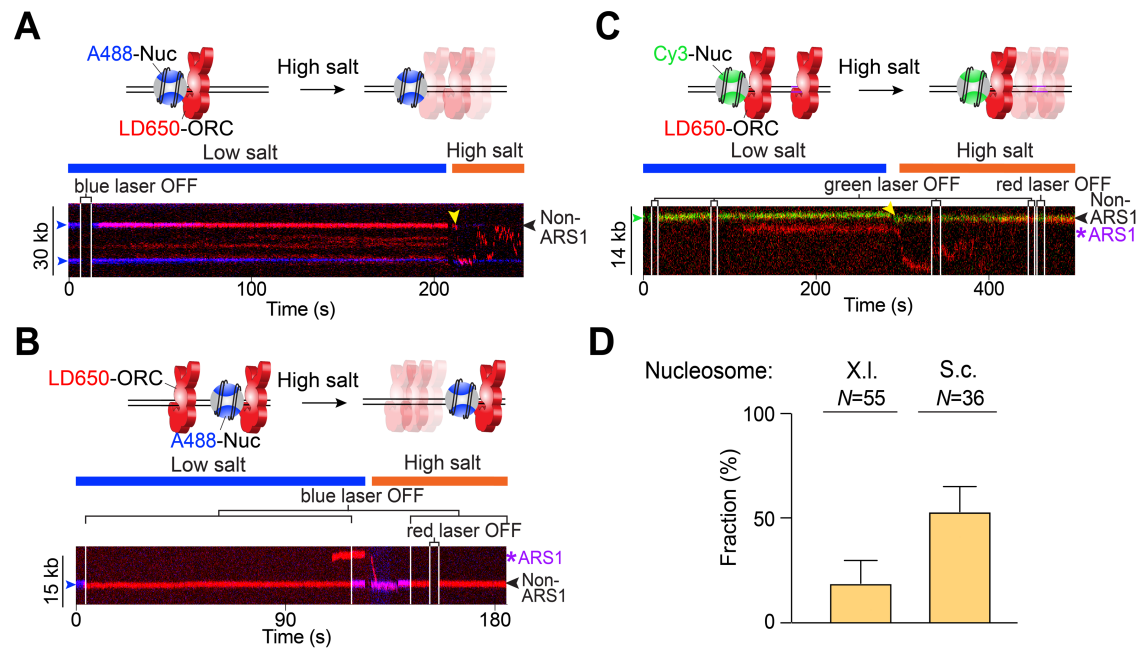 A
A488-Nuc
High salt
LD650-ORC
Low salt
High salt
blue laser OFF
30 kb
Non-
ARS1
0
100
200
Time (s)
B
LD650-ORC
High salt
A488-Nuc
Low salt
High salt
blue laser OFF
red laser OFF
15 kb
*ARS1
Non-
ARS1
0
90
180
Time (s)
C
Cy3-Nuc
High salt
LD650-ORC
Low salt
High salt
green laser OFF
red laser OFF
14 kb
Non-
ARS1
*ARS1
0
200
400
Time (s)
D
Nucleosome:
X.l.
S.c.
N=55
N=36
Fraction (%)
100
50
0